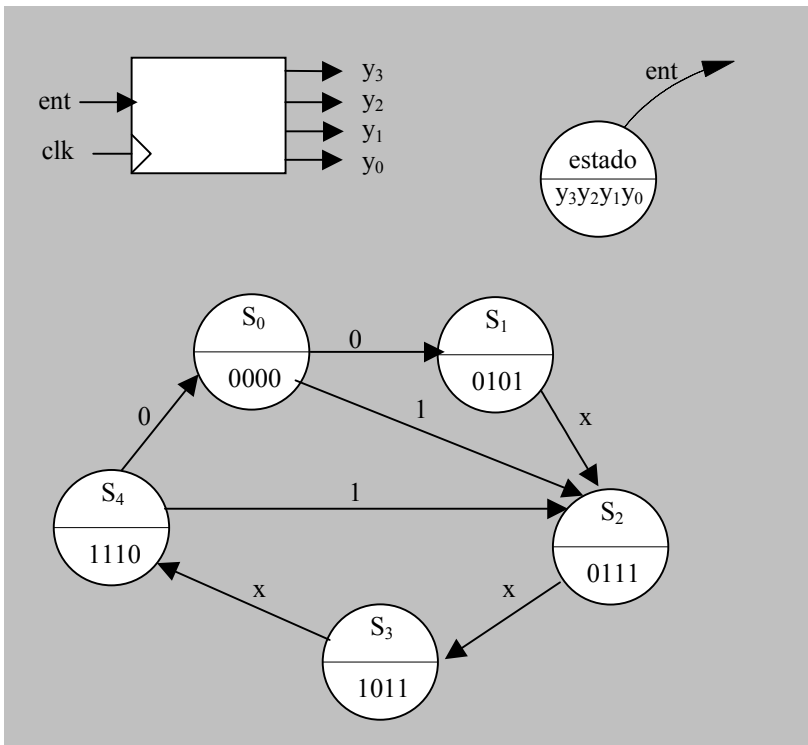 ent
clk
y₃
y₂
y₁
y₀
ent
estado
y₃y₂y₁y₀
S₀
0000
0
S₁
0101
1
x
0
S₄
1110
1
S₂
0111
x
x
S₃
1011